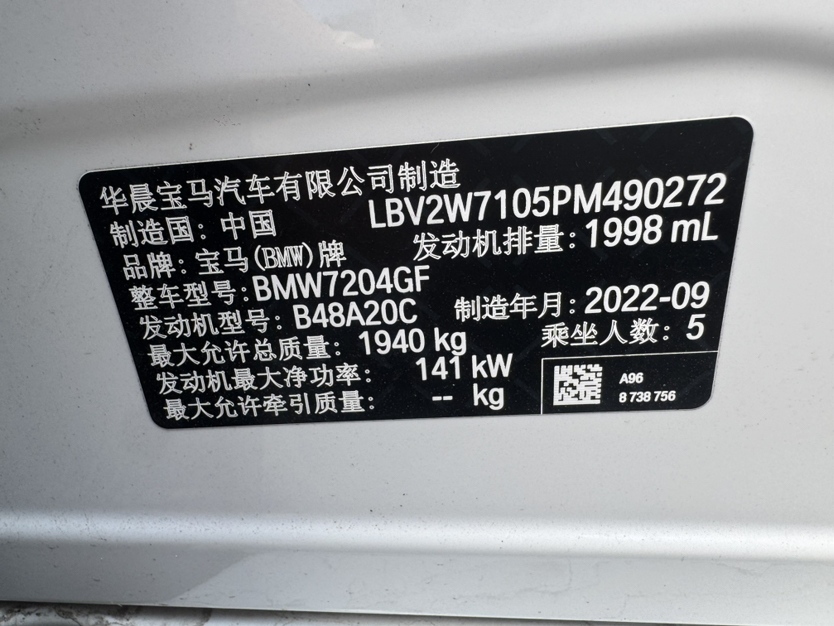 华晨宝马汽车有限公司制造
制造国: 中国 LBV2W7105PM490272
品牌: 宝马(BMW)牌 发动机排量: 1998 mL
整车型号: BMW7204GF
发动机型号: B48A20C 制造年月: 2022-09
最大允许总质量: 1940 kg 乘坐人数: 5
发动机最大净功率: 141 kW
最大允许牵引质量: -- kg
A96
8 738 756